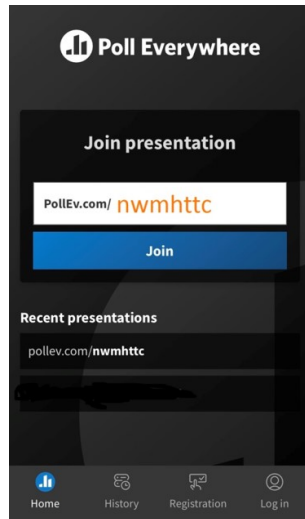 Poll Everywhere
Join presentation
PollEv.com/ nwmhttc
Join
Recent presentations
pollev.com/nwmhttc
Home History Registration Log in